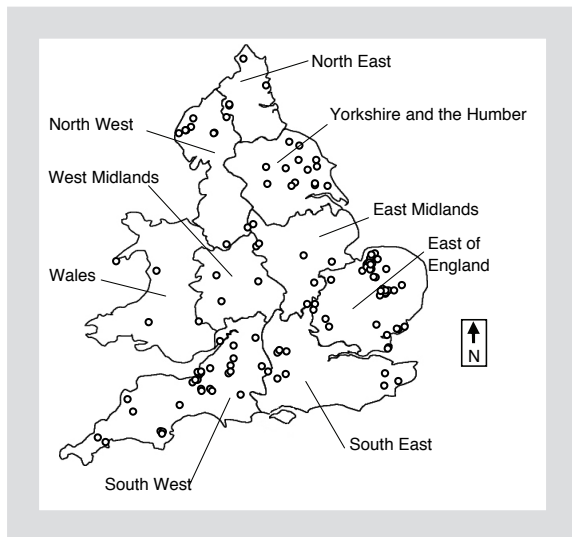 North East
Yorkshire and the Humber
North West
West Midlands
East Midlands
East of
England
Wales
N
South East
South West